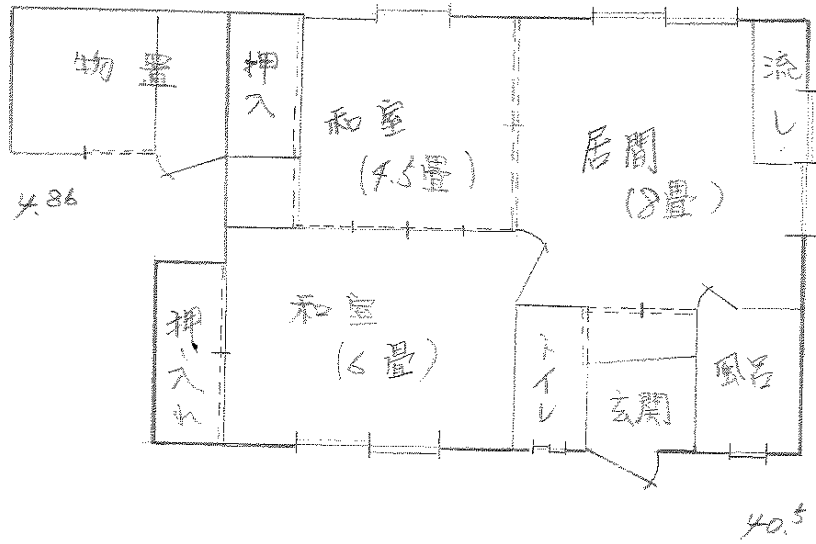 物置
押入
和室
(4.5畳)
居間
(8畳)
流し
4.86
押入れ
和室
(6畳)
トイレ
玄関
風呂
40.5